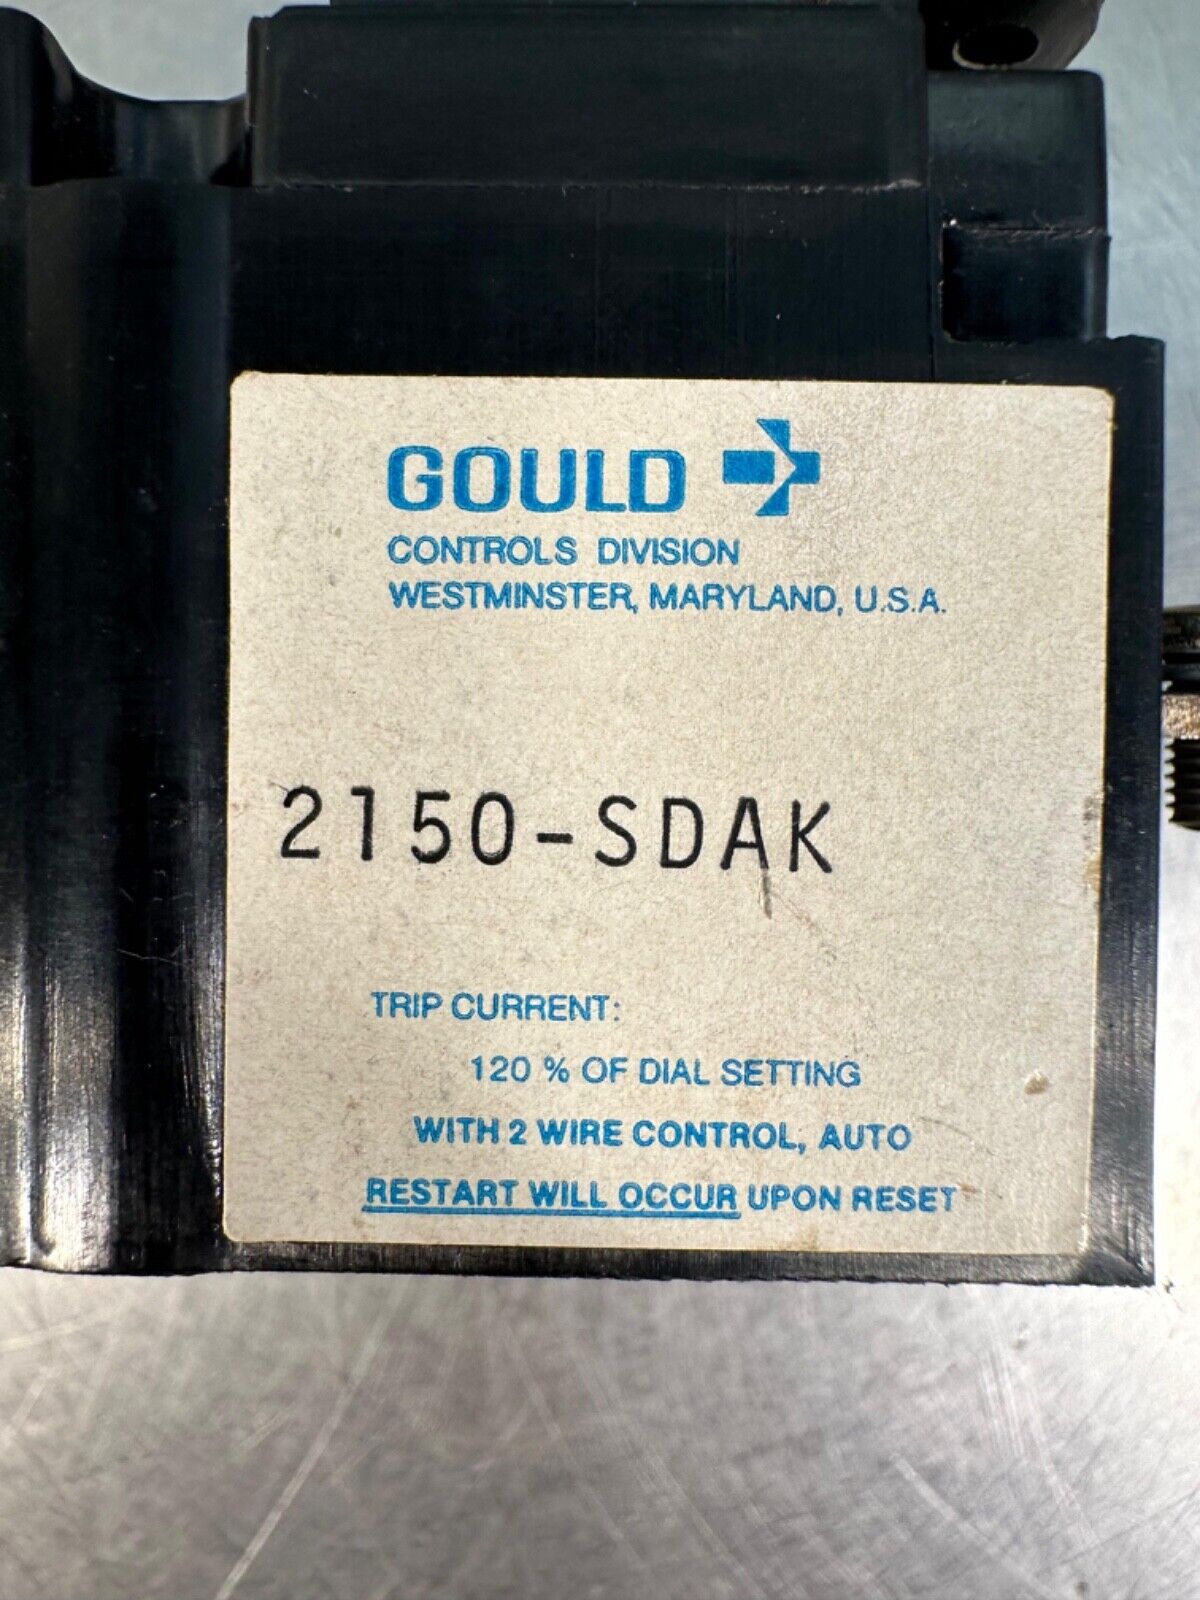 GOULD
CONTROLS DIVISION
WESTMINSTER, MARYLAND, U.S.A.
2150-SDAK
TRIP CURRENT:
120 % OF DIAL SETTING
WITH 2 WIRE CONTROL, AUTO
RESTART WILL OCCUR UPON RESET